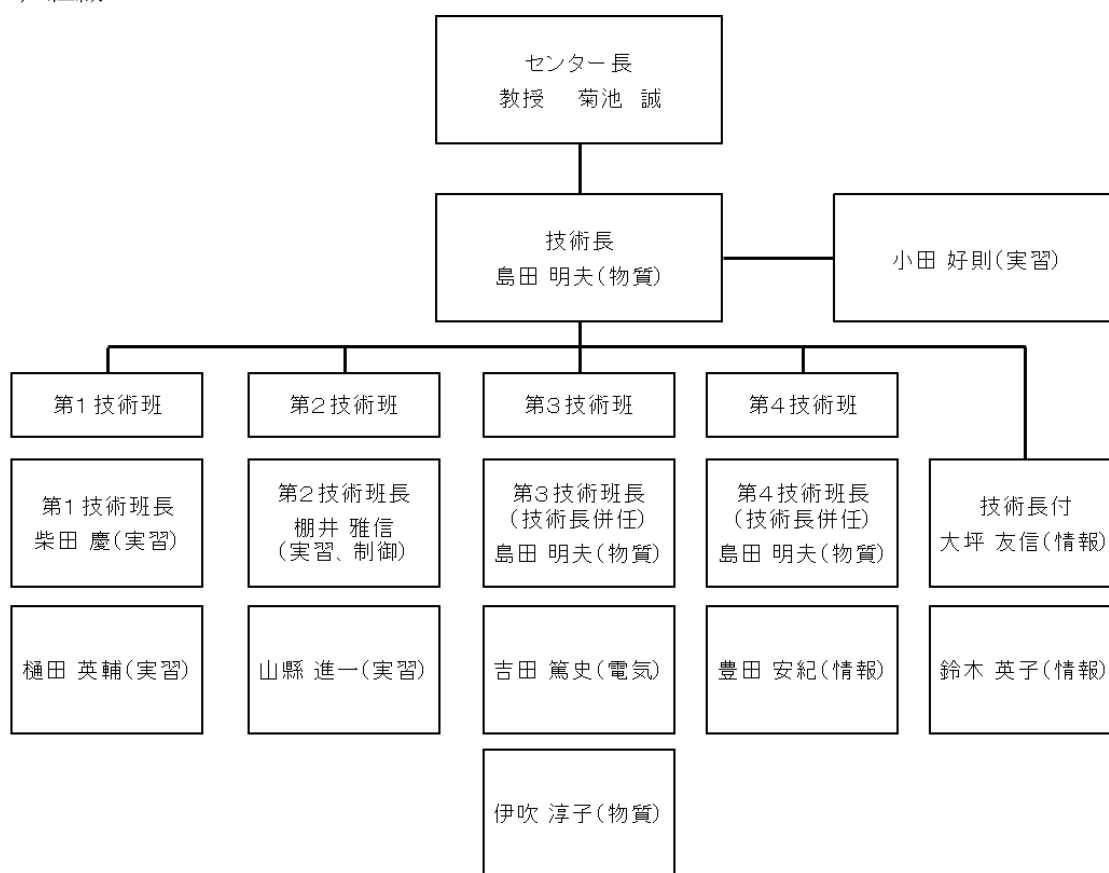 センター長
教授　菊池 誠
技術長
島田 明夫(物質)
小田 好則(実習)
第1技術班
第2技術班
第3技術班
第4技術班
第1技術班長
柴田 慶(実習)
第2技術班長
棚井 雅信
(実習、制御)
第3技術班長
(技術長併任)
島田 明夫(物質)
第4技術班長
(技術長併任)
島田 明夫(物質)
技術長付
大坪 友信(情報)
樋田 英輔(実習)
山縣 進一(実習)
吉田 篤史(電気)
豊田 安紀(情報)
鈴木 英子(情報)
伊吹 淳子(物質)